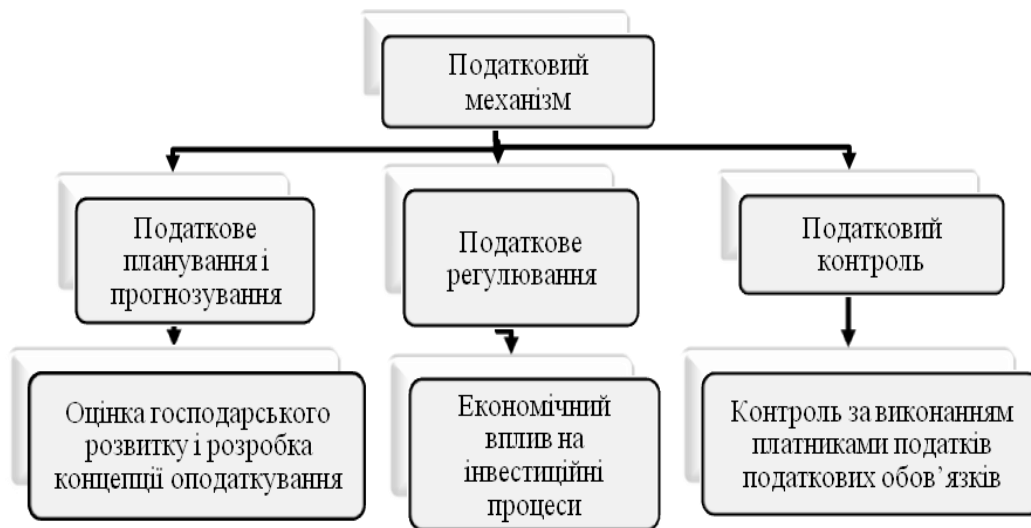 Податковий
механізм
Податкове
планування і
прогнозування
Податкове
регулювання
Податковий
контроль
Оцінка господарського
розвитку і розробка
концепції оподаткування
Економічний
вплив на
інвестиційні
процеси
Контроль за виконанням
платниками податків
податкових обов’язків